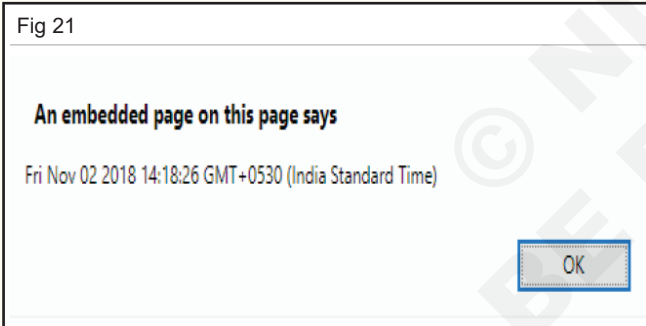 Fig 21
An embedded page on this page says
Fri Nov 02 2018 14:18:26 GMT+0530 (India Standard Time)
OK